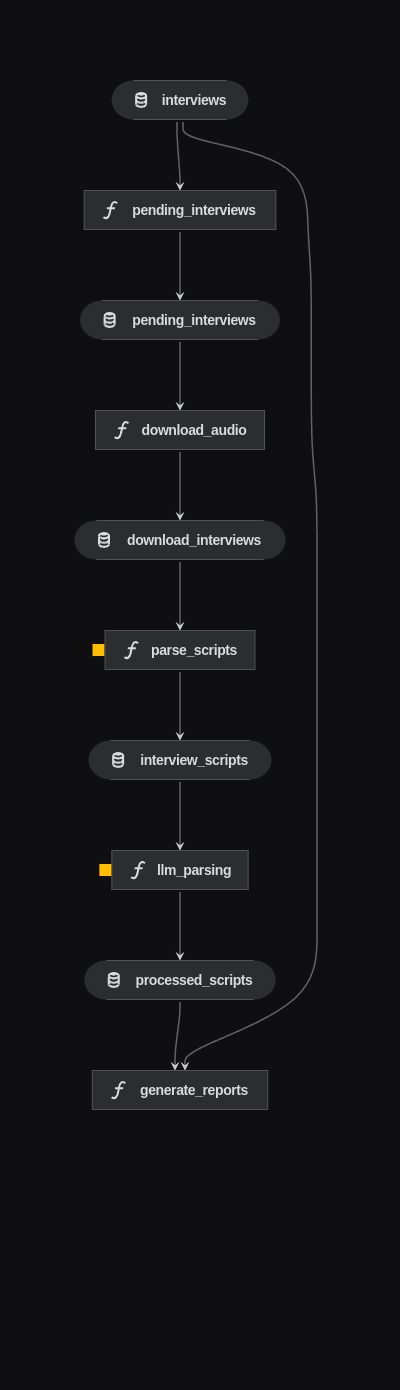 interviews
pending_interviews
pending_interviews
download_audio
download_interviews
parse_scripts
interview_scripts
llm_parsing
processed_scripts
generate_reports